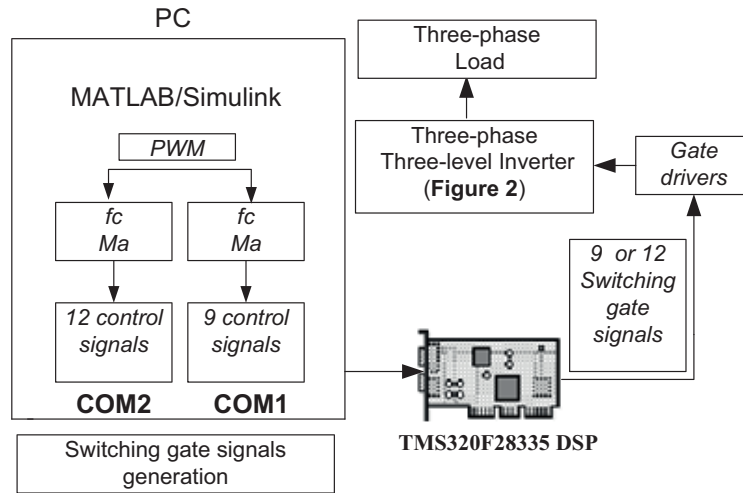 PC
MATLAB/Simulink
PWM
fc
Ma
fc
Ma
12 control
signals
9 control
signals
COM2
COM1
Switching gate signals
generation
Three-phase
Load
Three-phase
Three-level Inverter
(Figure 2)
Gate
drivers
9 or 12
Switching
gate
signals
TMS320F28335 DSP